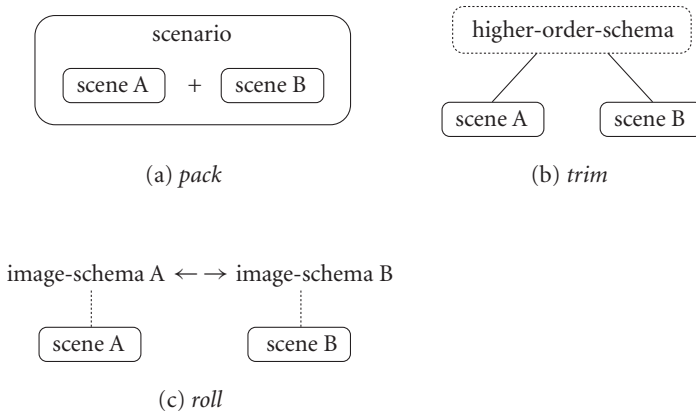 scenario
scene A + scene B
(a) pack
higher-order-schema
scene A scene B
(b) trim
image-schema A ←→ image-schema B
scene A scene B
(c) roll